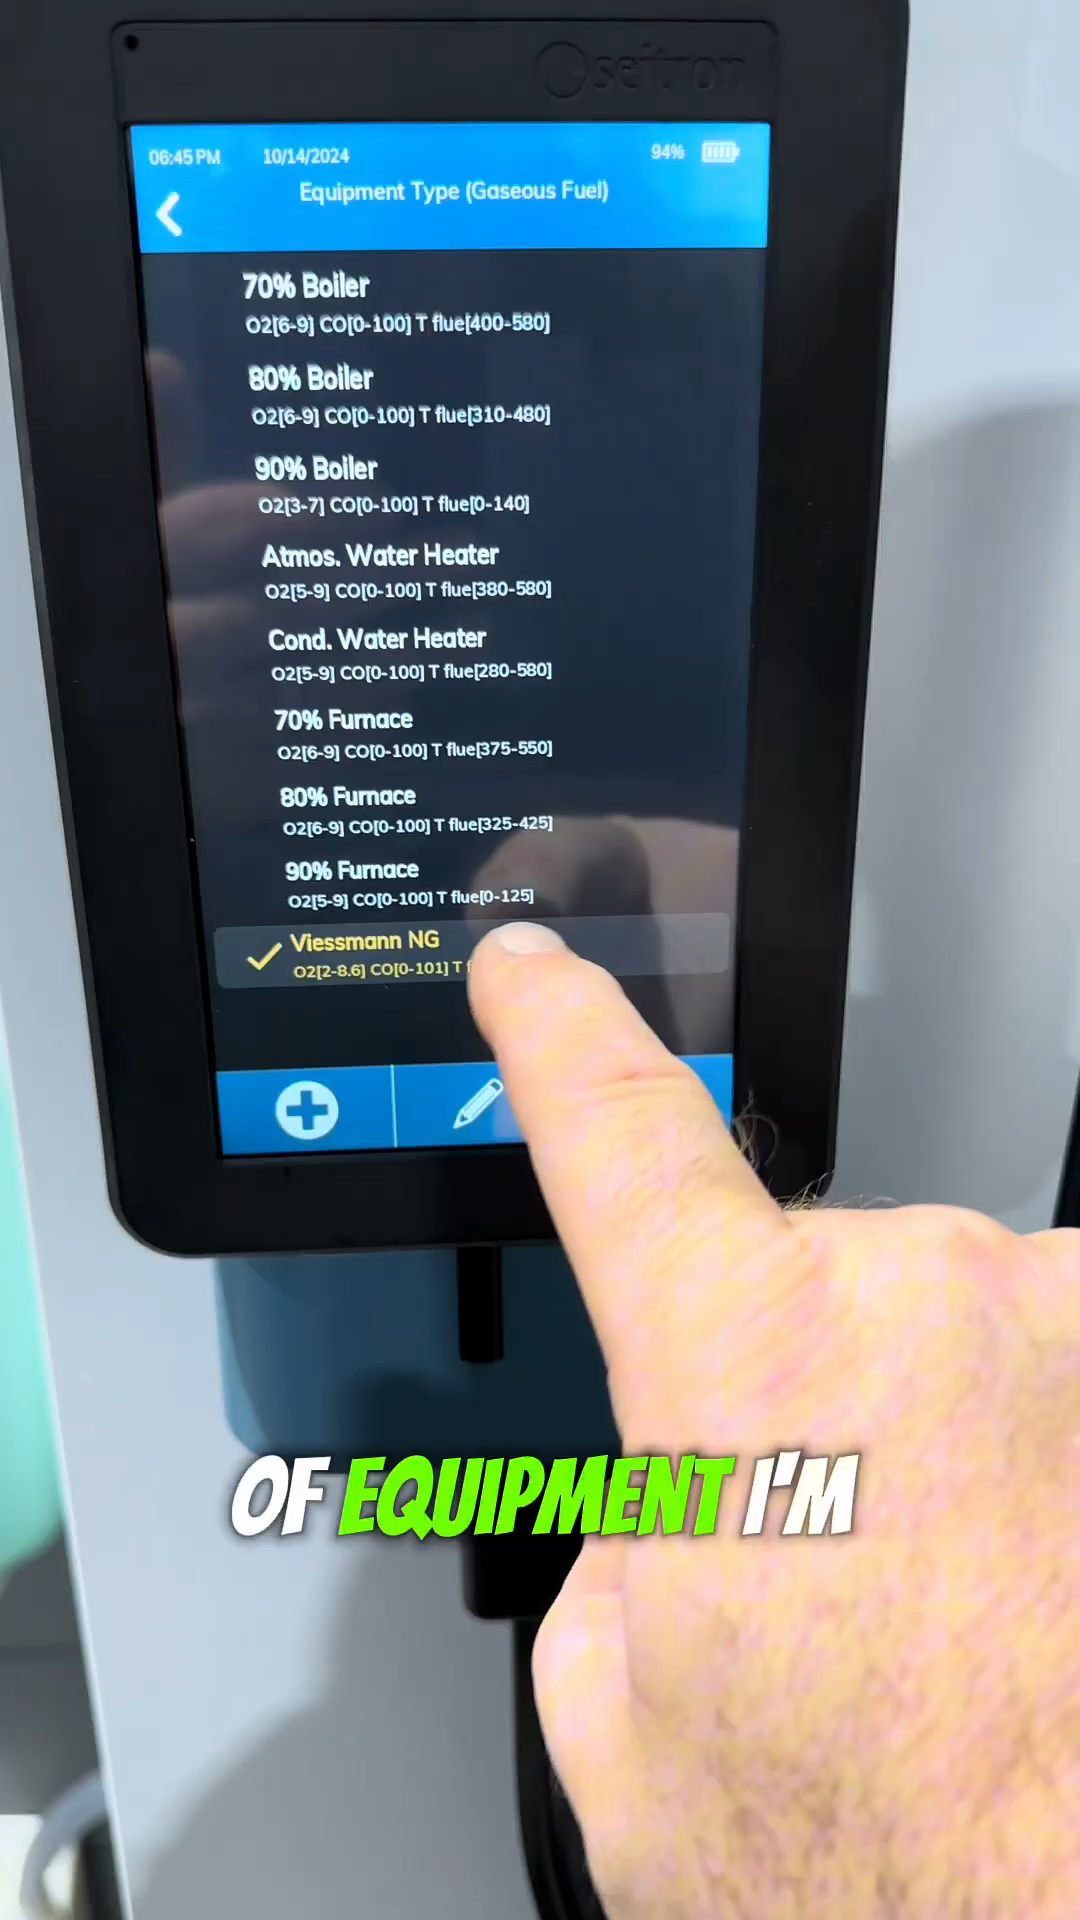 seitron
06:45 PM 10/14/2024 94%
Equipment Type (Gaseous Fuel)
70% Boiler
O2[6-9] CO[0-100] T flue[400-580]
80% Boiler
O2[6-9] CO[0-100] T flue[310-480]
90% Boiler
O2[3-7] CO[0-100] T flue[0-140]
Atmos. Water Heater
O2[5-9] CO[0-100] T flue[380-580]
Cond. Water Heater
O2[5-9] CO[0-100] T flue[280-580]
70% Furnace
O2[6-9] CO[0-100] T flue[375-550]
80% Furnace
O2[6-9] CO[0-100] T flue[325-425]
90% Furnace
O2[5-9] CO[0-100] T flue[0-125]
Viessmann NG
O2[2-8.6] CO[0-101] T
OF EQUIPMENT I'M